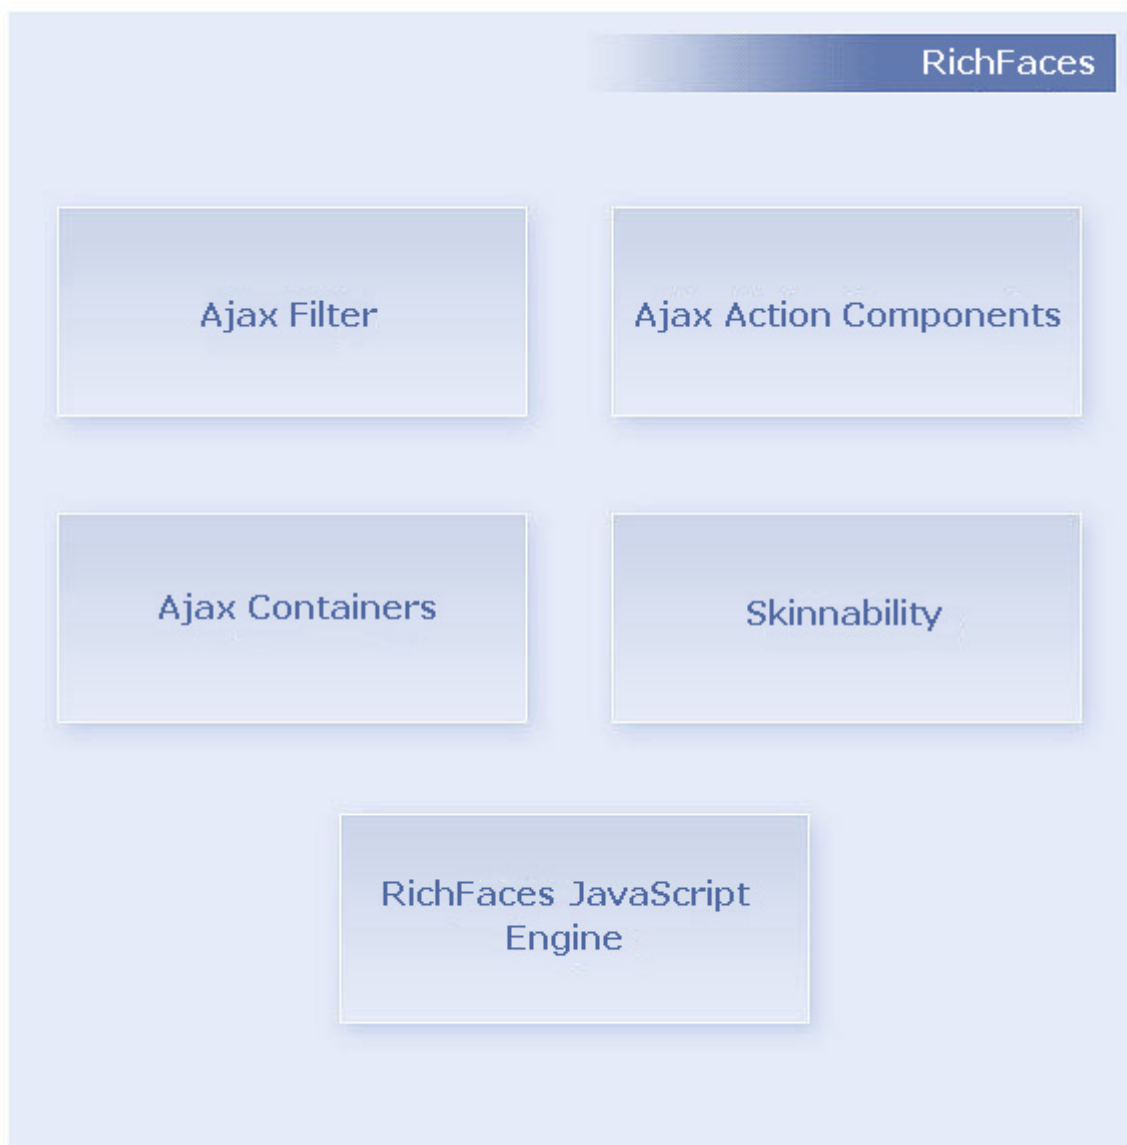 RichFaces
Ajax Filter
Ajax Action Components
Ajax Containers
Skinnability
RichFaces JavaScript
Engine